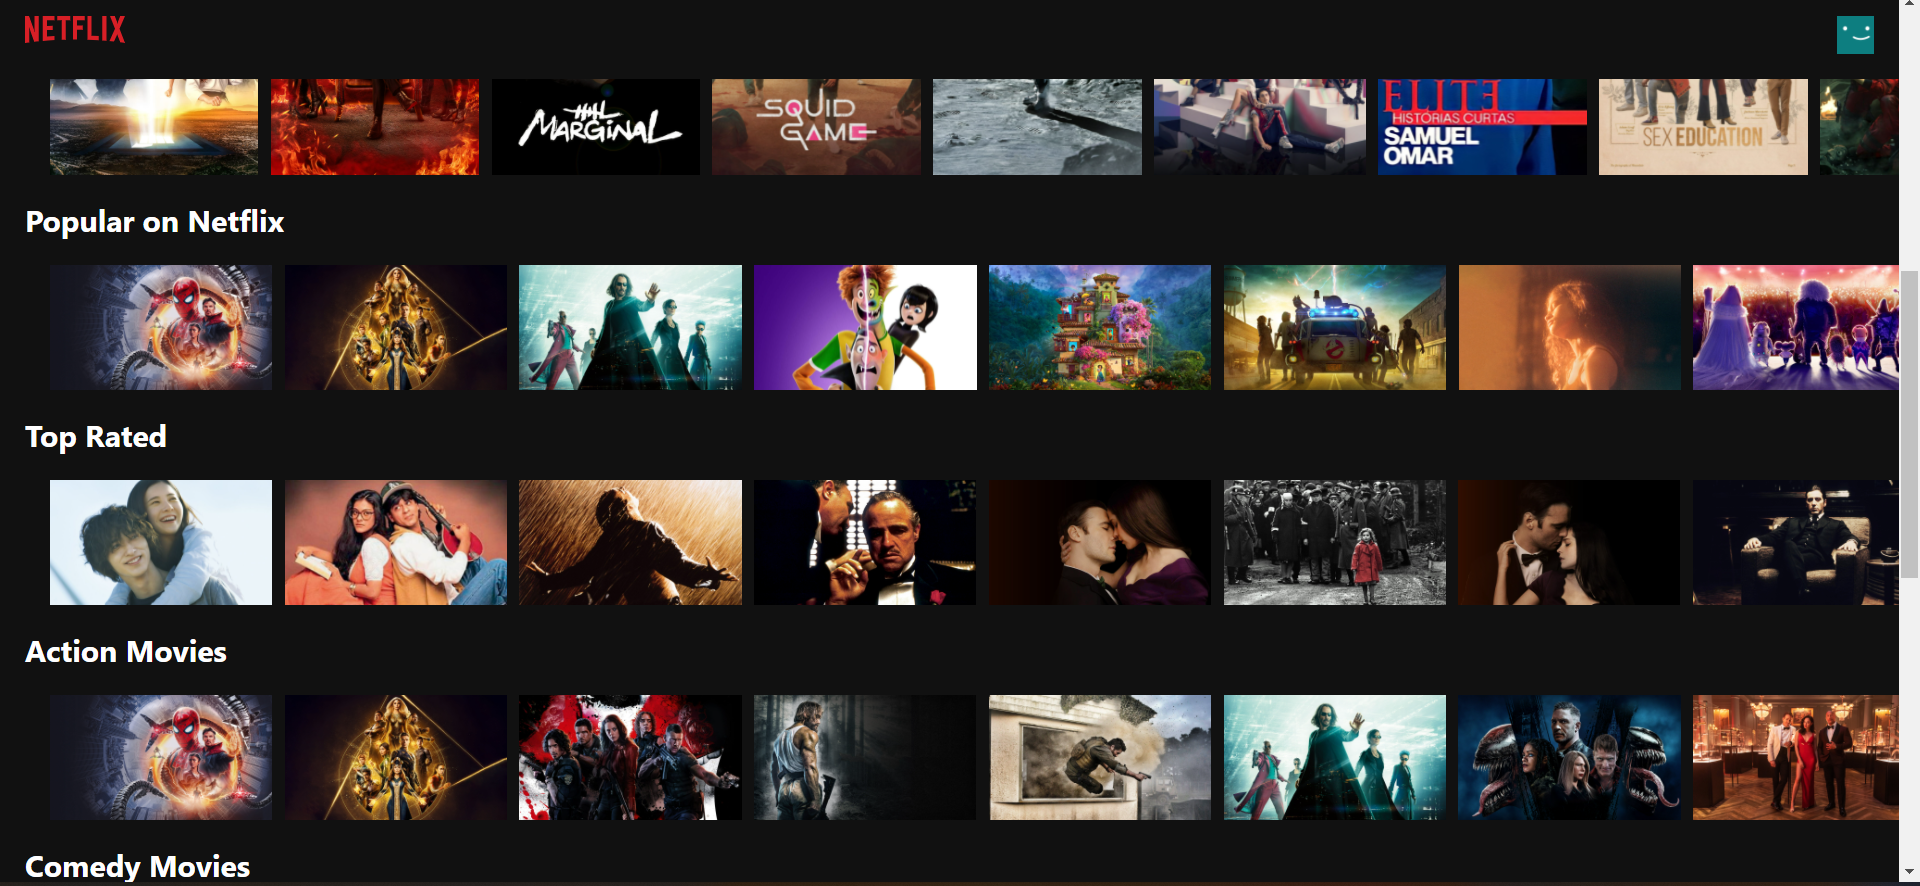 NETFLIX
HIIL
MARGINAL
SQUID
GAME
ELITE
HISTÓRIAS CURTAS
SAMUEL
OMAR
SEX EDUCATION
Popular on Netflix
Top Rated
Action Movies
Comedy Movies